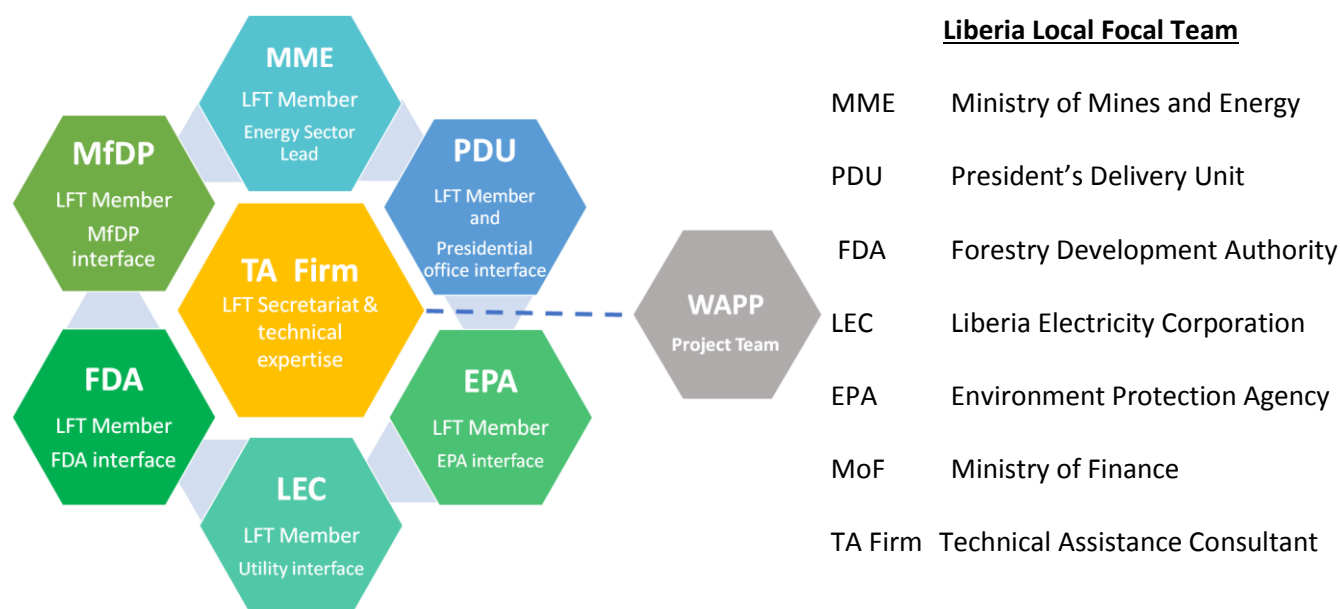 MME
LFT Member
Energy Sector
Lead
MfDP
LFT Member
MfDP
interface
PDU
LFT Member
and
Presidential
office interface
TA Firm
LFT Secretariat &
technical
expertise
WAPP
Project Team
FDA
LFT Member
FDA interface
EPA
LFT Member
EPA interface
LEC
LFT Member
Utility interface
Liberia Local Focal Team
MME Ministry of Mines and Energy
PDU President’s Delivery Unit
FDA Forestry Development Authority
LEC Liberia Electricity Corporation
EPA Environment Protection Agency
MoF Ministry of Finance
TA Firm Technical Assistance Consultant